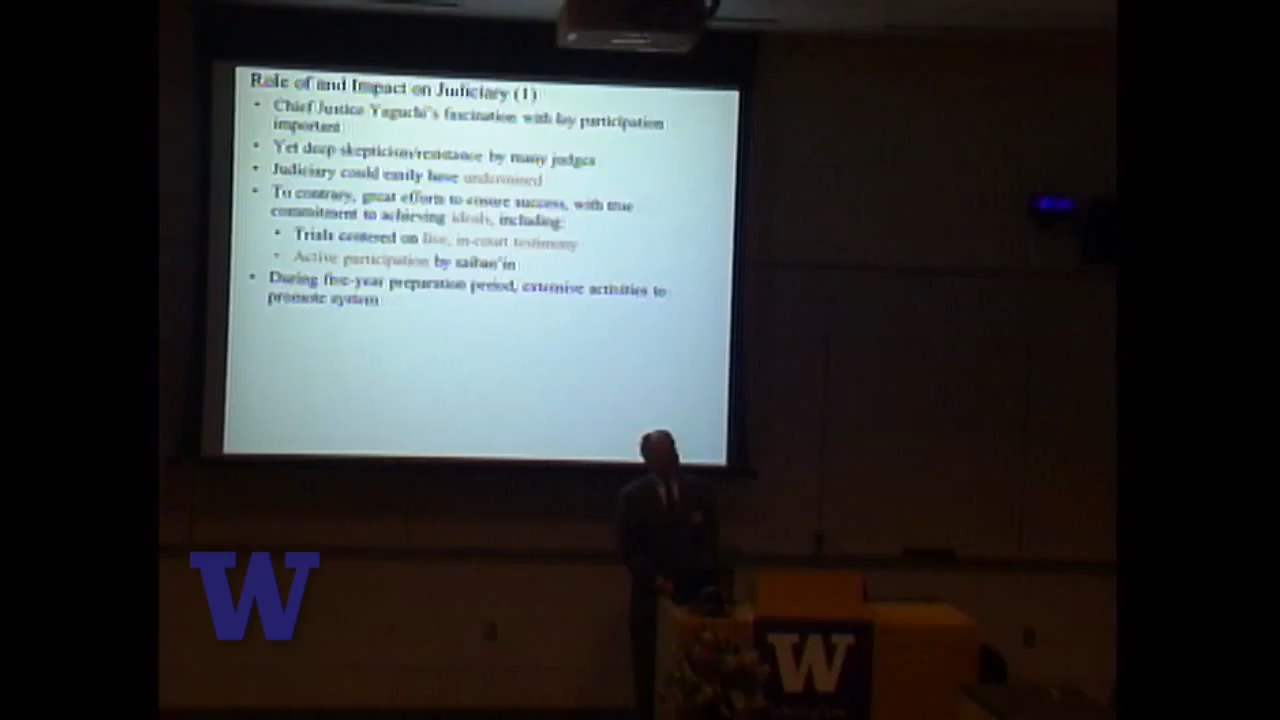 Role of and Impact on Judiciary (1)
• Chief Justice Yaguchi's fascination with lay participation
important
• Yet deep skepticism/resistance by many judges
• Judiciary could easily have undermined
• To contrary, great efforts to ensure success, with true
commitment to achieving ideals, including:
• Trials centered on live, in-court testimony
• Active participation by saiban'in
• During five-year preparation period, extensive activities to
promote system
W
W